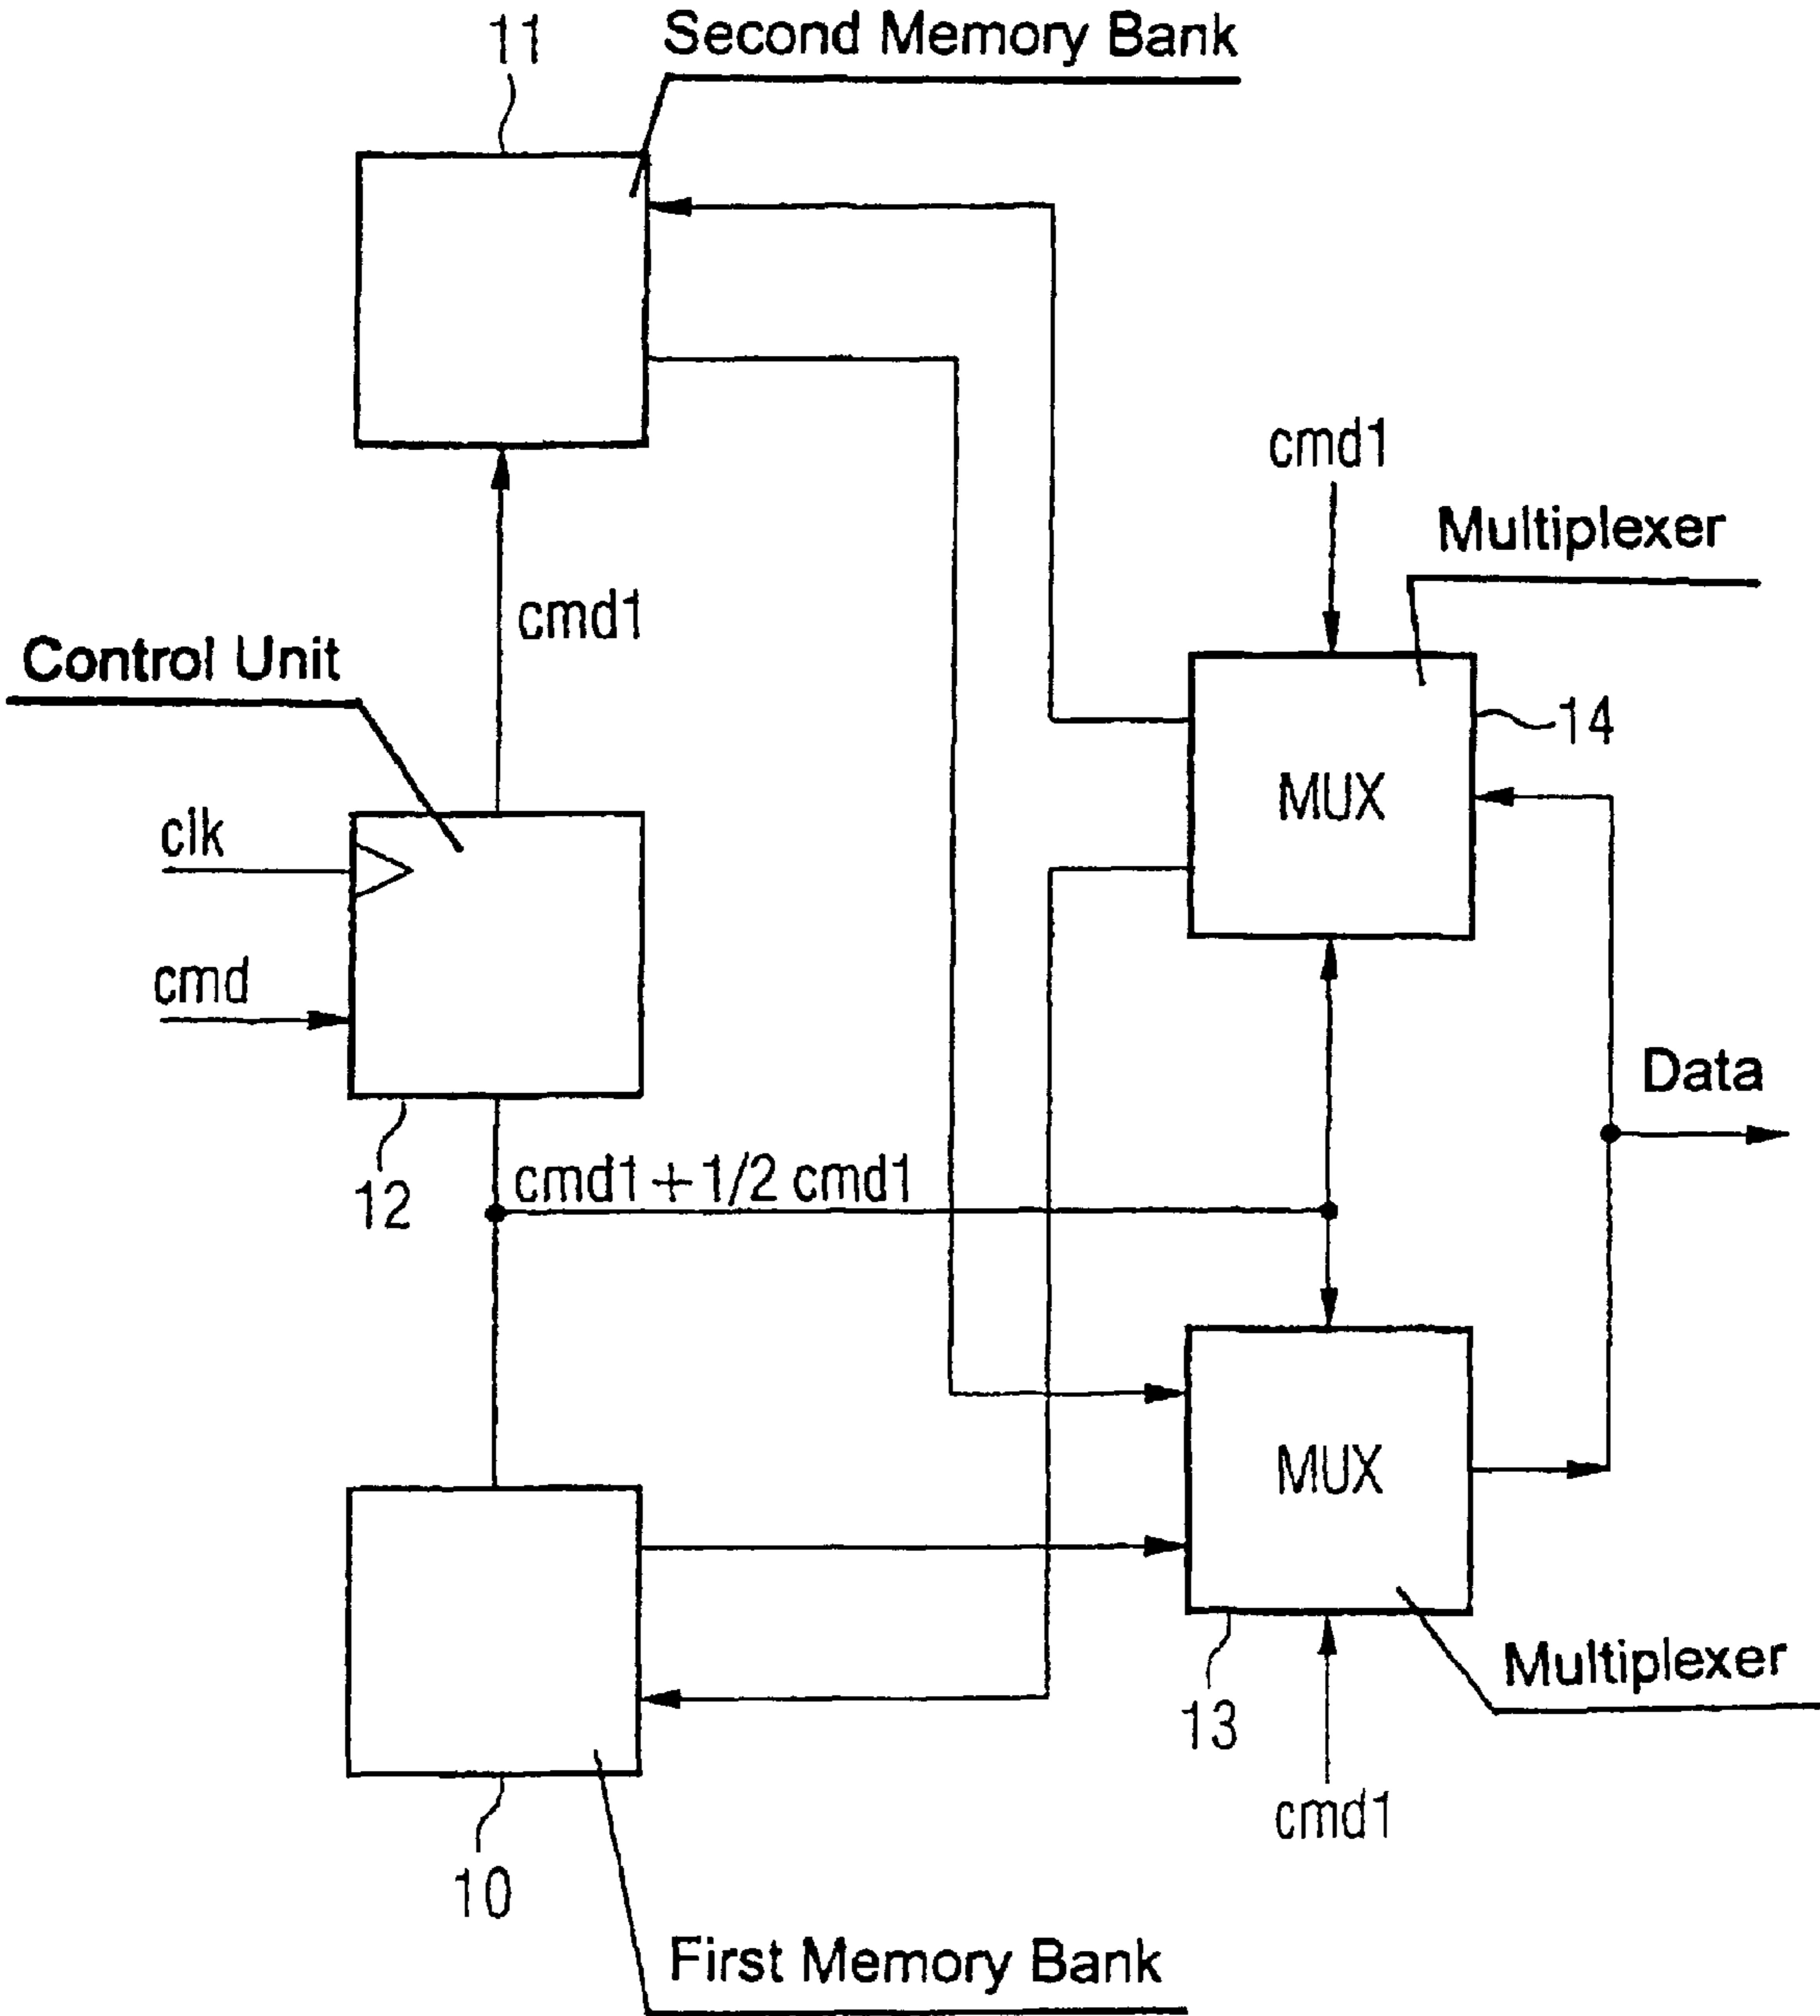 11
Second Memory Bank
cmd1
Multiplexer
cmd1
Control Unit
14
MUX
clk
cmd
Data
12
cmd1 + 1/2 cmd1
MUX
Multiplexer
13
cmd1
10
First Memory Bank